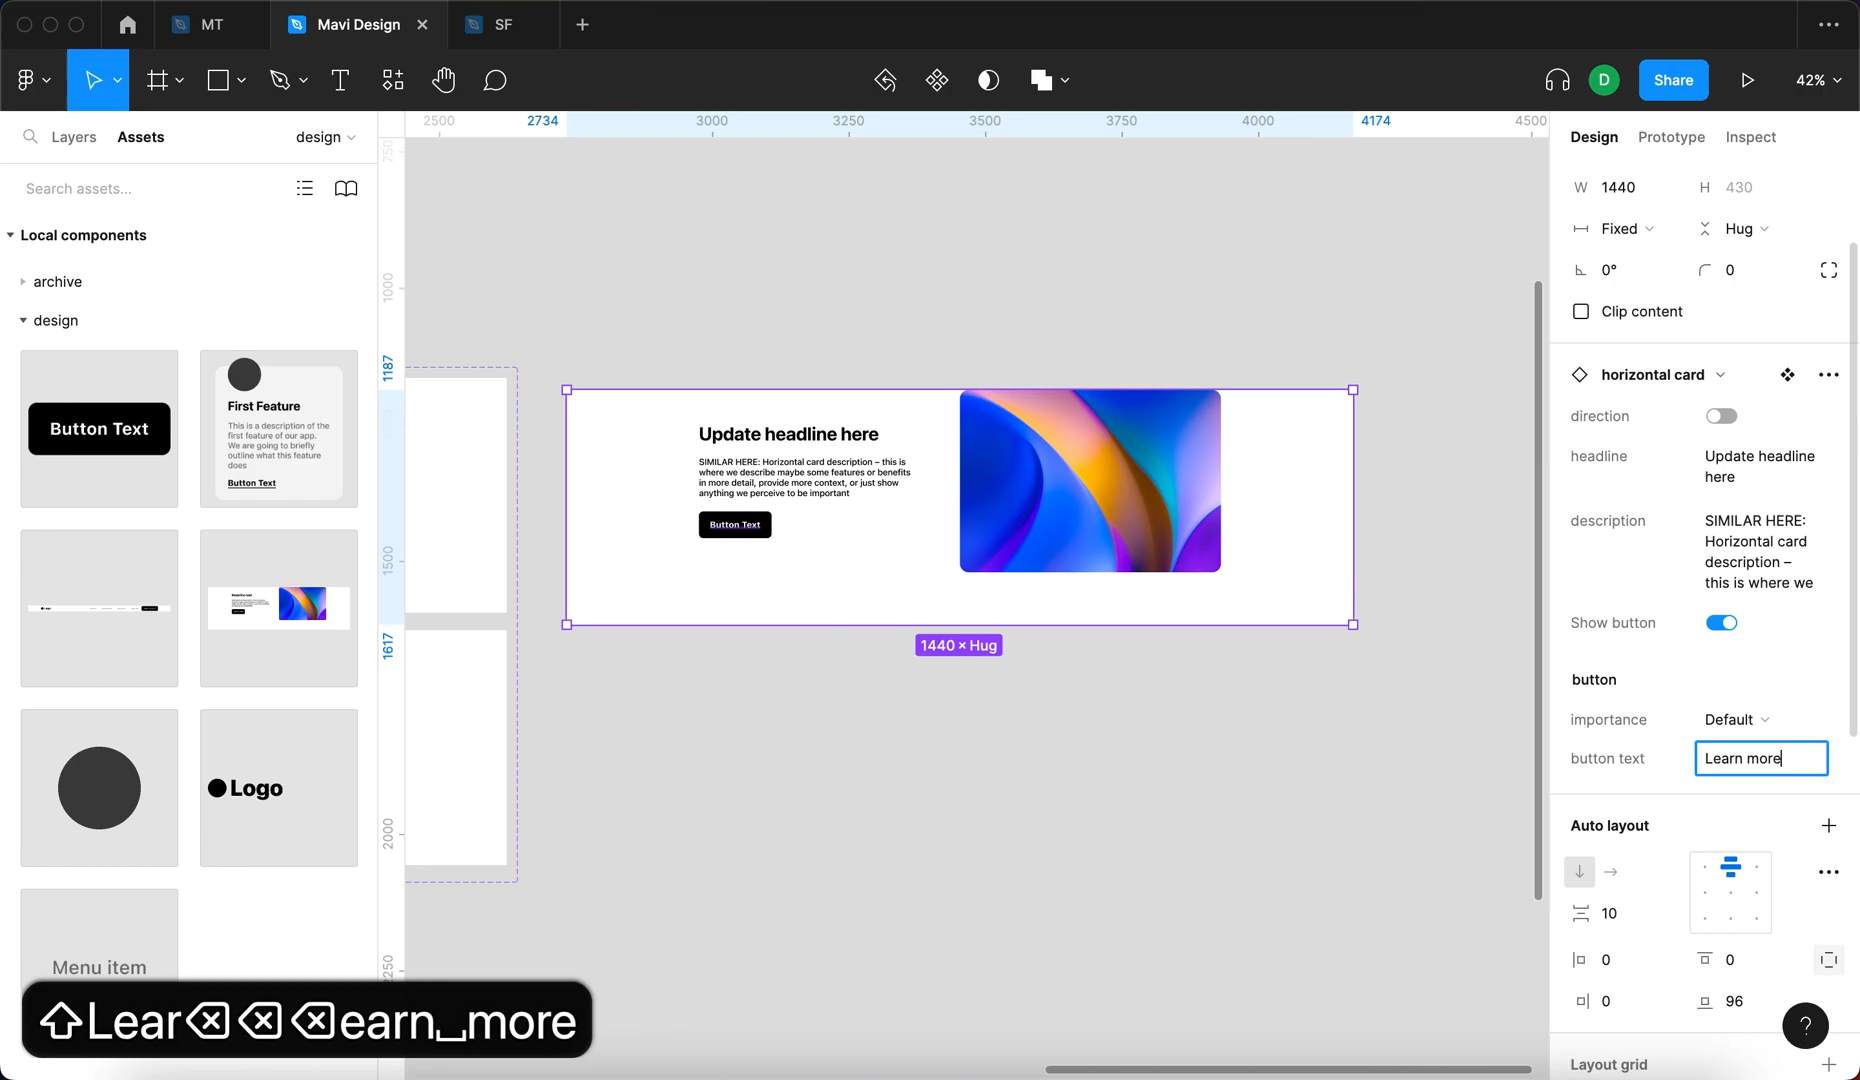 MT
Mavi Design
SF
Share
D
42%
Layers
Assets
design
2500
2734
3000
3250
3500
3750
4000
4174
4500
Design
Prototype
Inspect
750
Search assets...
W 1440
H 430
Local components
Fixed
Hug
archive
0°
0
1000
design
Clip content
1187
horizontal card
First Feature
This is a description of the
first feature of our app.
We are going to briefly
outline what this feature
does
Button Text
Button Text
direction
Update headline here
headline
Update headline
here
SIMILAR HERE: Horizontal card description – this is
where we describe maybe some features or benefits
in more detail, provide more context, or just show
anything we perceive to be important
Button Text
description
SIMILAR HERE:
Horizontal card
description –
this is where we
1500
Show button
1617
1440 × Hug
button
importance
Default
button text
Learn more
Logo
2000
Auto layout
10
0
0
0
96
2250
Menu item
⇧Lear⌫⌫⌫earn␣more
?
Layout grid